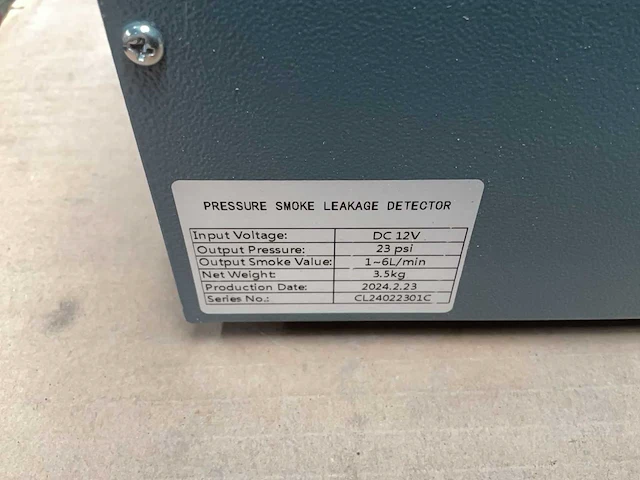 PRESSURE SMOKE LEAKAGE DETECTOR
Input Voltage: DC 12V
Output Pressure: 23 psi
Output Smoke Value: 1~6L/min
Net Weight: 3.5kg
Production Date: 2024.2.23
Series No.: CL24022301C